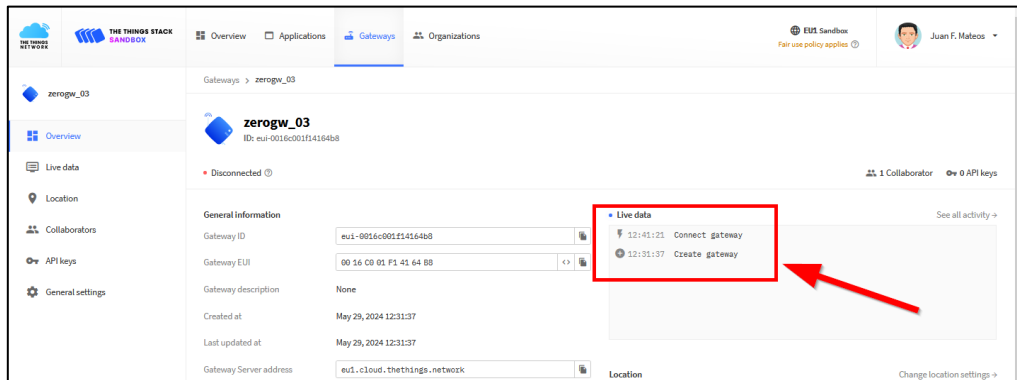 THE THINGS NETWORK
THE THINGS STACK
SANDBOX
Overview
Applications
Gateways
Organizations
EU1 Sandbox
Fair use policy applies
Juan F. Mateos
zerogw_03
Overview
Live data
Location
Collaborators
API keys
General settings
Gateways > zerogw_03
zerogw_03
ID: eui-0016c001f14164b8
Disconnected
1 Collaborator
0 API keys
General information
Gateway ID eui-0016c001f14164b8
Gateway EUI 00 16 C0 01 F1 41 64 B8 <>
Gateway description None
Created at May 29, 2024 12:31:37
Last updated at May 29, 2024 12:31:37
Gateway Server address eu1.cloud.thethings.network
Live data
See all activity →
12:41:21 Connect gateway
12:31:37 Create gateway
Location
Change location settings →